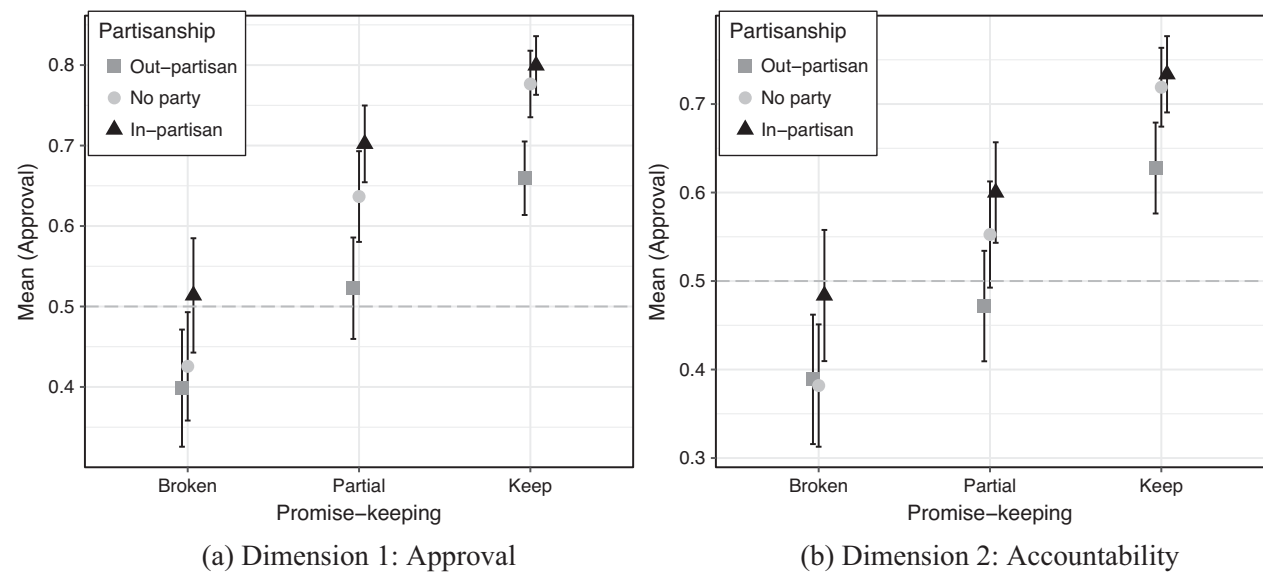 Partisanship
Out−partisan
No party
In−partisan
0.8
0.7
0.6
0.5
0.4
Mean (Approval)
Broken
Partial
Keep
Promise−keeping
(a) Dimension 1: Approval
Partisanship
Out−partisan
No party
In−partisan
0.7
0.6
0.5
0.4
0.3
Mean (Approval)
Broken
Partial
Keep
Promise−keeping
(b) Dimension 2: Accountability